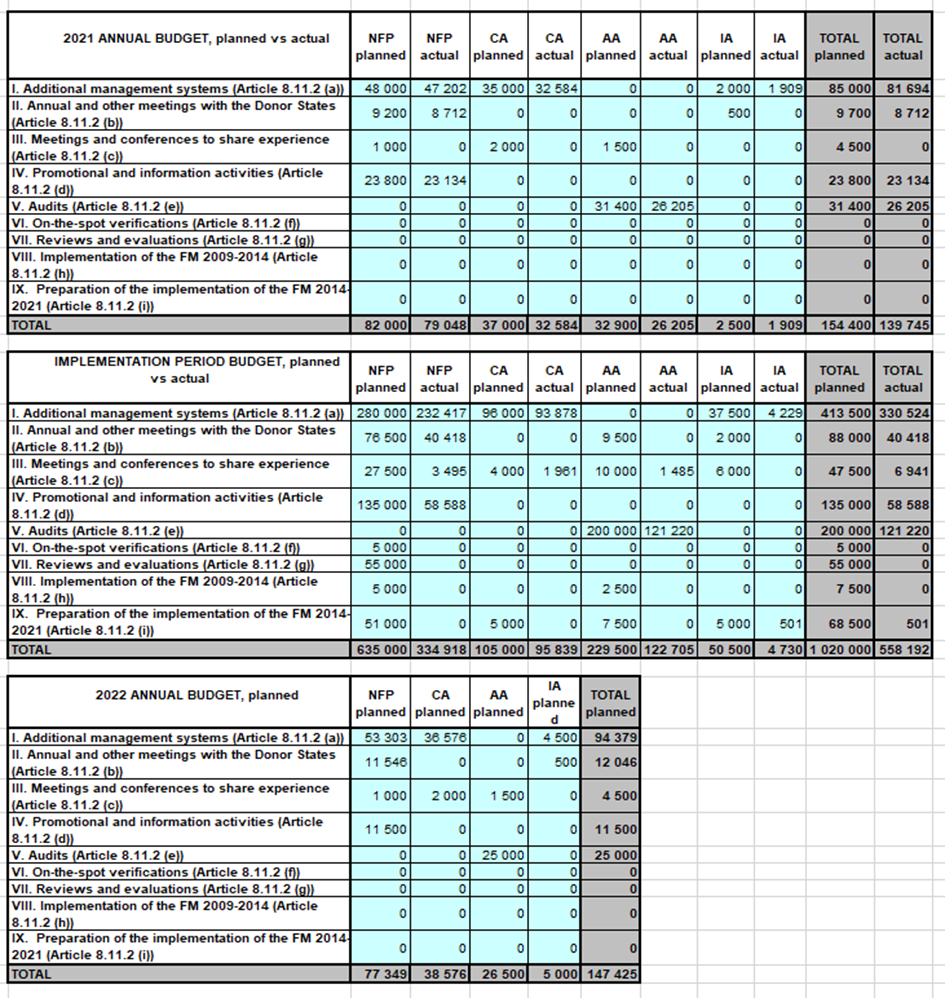 2021 ANNUAL BUDGET, planned vs actual NFP planned NFP actual CA planned CA actual AA planned AA actual IA planned IA actual TOTAL planned TOTAL actual
I. Additional management systems (Article 8.11.2 (a)) 48 000 47 202 35 000 32 584 0 0 2 000 1 909 85 000 81 694
II. Annual and other meetings with the Donor States
(Article 8.11.2 (b)) 9 200 8 712 0 0 0 0 500 0 9 700 8 712
III. Meetings and conferences to share experience
(Article 8.11.2 (c)) 1 000 0 2 000 0 1 500 0 0 0 4 500 0
IV. Promotional and information activities (Article
8.11.2 (d)) 23 800 23 134 0 0 0 0 0 0 23 800 23 134
V. Audits (Article 8.11.2 (e)) 0 0 0 0 31 400 26 205 0 0 31 400 26 205
VI. On-the-spot verifications (Article 8.11.2 (f)) 0 0 0 0 0 0 0 0 0 0
VII. Reviews and evaluations (Article 8.11.2 (g)) 0 0 0 0 0 0 0 0 0 0
VIII. Implementation of the FM 2009-2014 (Article
8.11.2 (h)) 0 0 0 0 0 0 0 0 0 0
IX. Preparation of the implementation of the FM 2014-
2021 (Article 8.11.2 (i)) 0 0 0 0 0 0 0 0 0 0
TOTAL 82 000 79 048 37 000 32 584 32 900 26 205 2 500 1 909 154 400 139 745
IMPLEMENTATION PERIOD BUDGET, planned
vs actual NFP planned NFP actual CA planned CA actual AA planned AA actual IA planned IA actual TOTAL planned TOTAL actual
I. Additional management systems (Article 8.11.2 (a)) 280 000 232 417 96 000 93 878 0 0 37 500 4 229 413 500 330 524
II. Annual and other meetings with the Donor States
(Article 8.11.2 (b)) 76 500 40 418 0 0 9 500 0 2 000 0 88 000 40 418
III. Meetings and conferences to share experience
(Article 8.11.2 (c)) 27 500 3 495 4 000 1 961 10 000 1 485 6 000 0 47 500 6 941
IV. Promotional and information activities (Article
8.11.2 (d)) 135 000 58 588 0 0 0 0 0 0 135 000 58 588
V. Audits (Article 8.11.2 (e)) 0 0 0 0 200 000 121 220 0 0 200 000 121 220
VI. On-the-spot verifications (Article 8.11.2 (f)) 5 000 0 0 0 0 0 0 0 5 000 0
VII. Reviews and evaluations (Article 8.11.2 (g)) 55 000 0 0 0 0 0 0 0 55 000 0
VIII. Implementation of the FM 2009-2014 (Article
8.11.2 (h)) 5 000 0 0 0 2 500 0 0 0 7 500 0
IX. Preparation of the implementation of the FM 2014-
2021 (Article 8.11.2 (i)) 51 000 0 5 000 0 7 500 0 5 000 501 68 500 501
TOTAL 635 000 334 918 105 000 95 839 229 500 122 705 50 500 4 730 1 020 000 558 192
2022 ANNUAL BUDGET, planned NFP planned CA planned AA planned IA planne d TOTAL planned
I. Additional management systems (Article 8.11.2 (a)) 53 303 36 576 0 4 500 94 379
II. Annual and other meetings with the Donor States
(Article 8.11.2 (b)) 11 546 0 0 500 12 046
III. Meetings and conferences to share experience
(Article 8.11.2 (c)) 1 000 2 000 1 500 0 4 500
IV. Promotional and information activities (Article
8.11.2 (d)) 11 500 0 0 0 11 500
V. Audits (Article 8.11.2 (e)) 0 0 25 000 0 25 000
VI. On-the-spot verifications (Article 8.11.2 (f)) 0 0 0 0 0
VII. Reviews and evaluations (Article 8.11.2 (g)) 0 0 0 0 0
VIII. Implementation of the FM 2009-2014 (Article
8.11.2 (h)) 0 0 0 0 0
IX. Preparation of the implementation of the FM 2014-
2021 (Article 8.11.2 (i)) 0 0 0 0 0
TOTAL 77 349 38 576 26 500 5 000 147 425